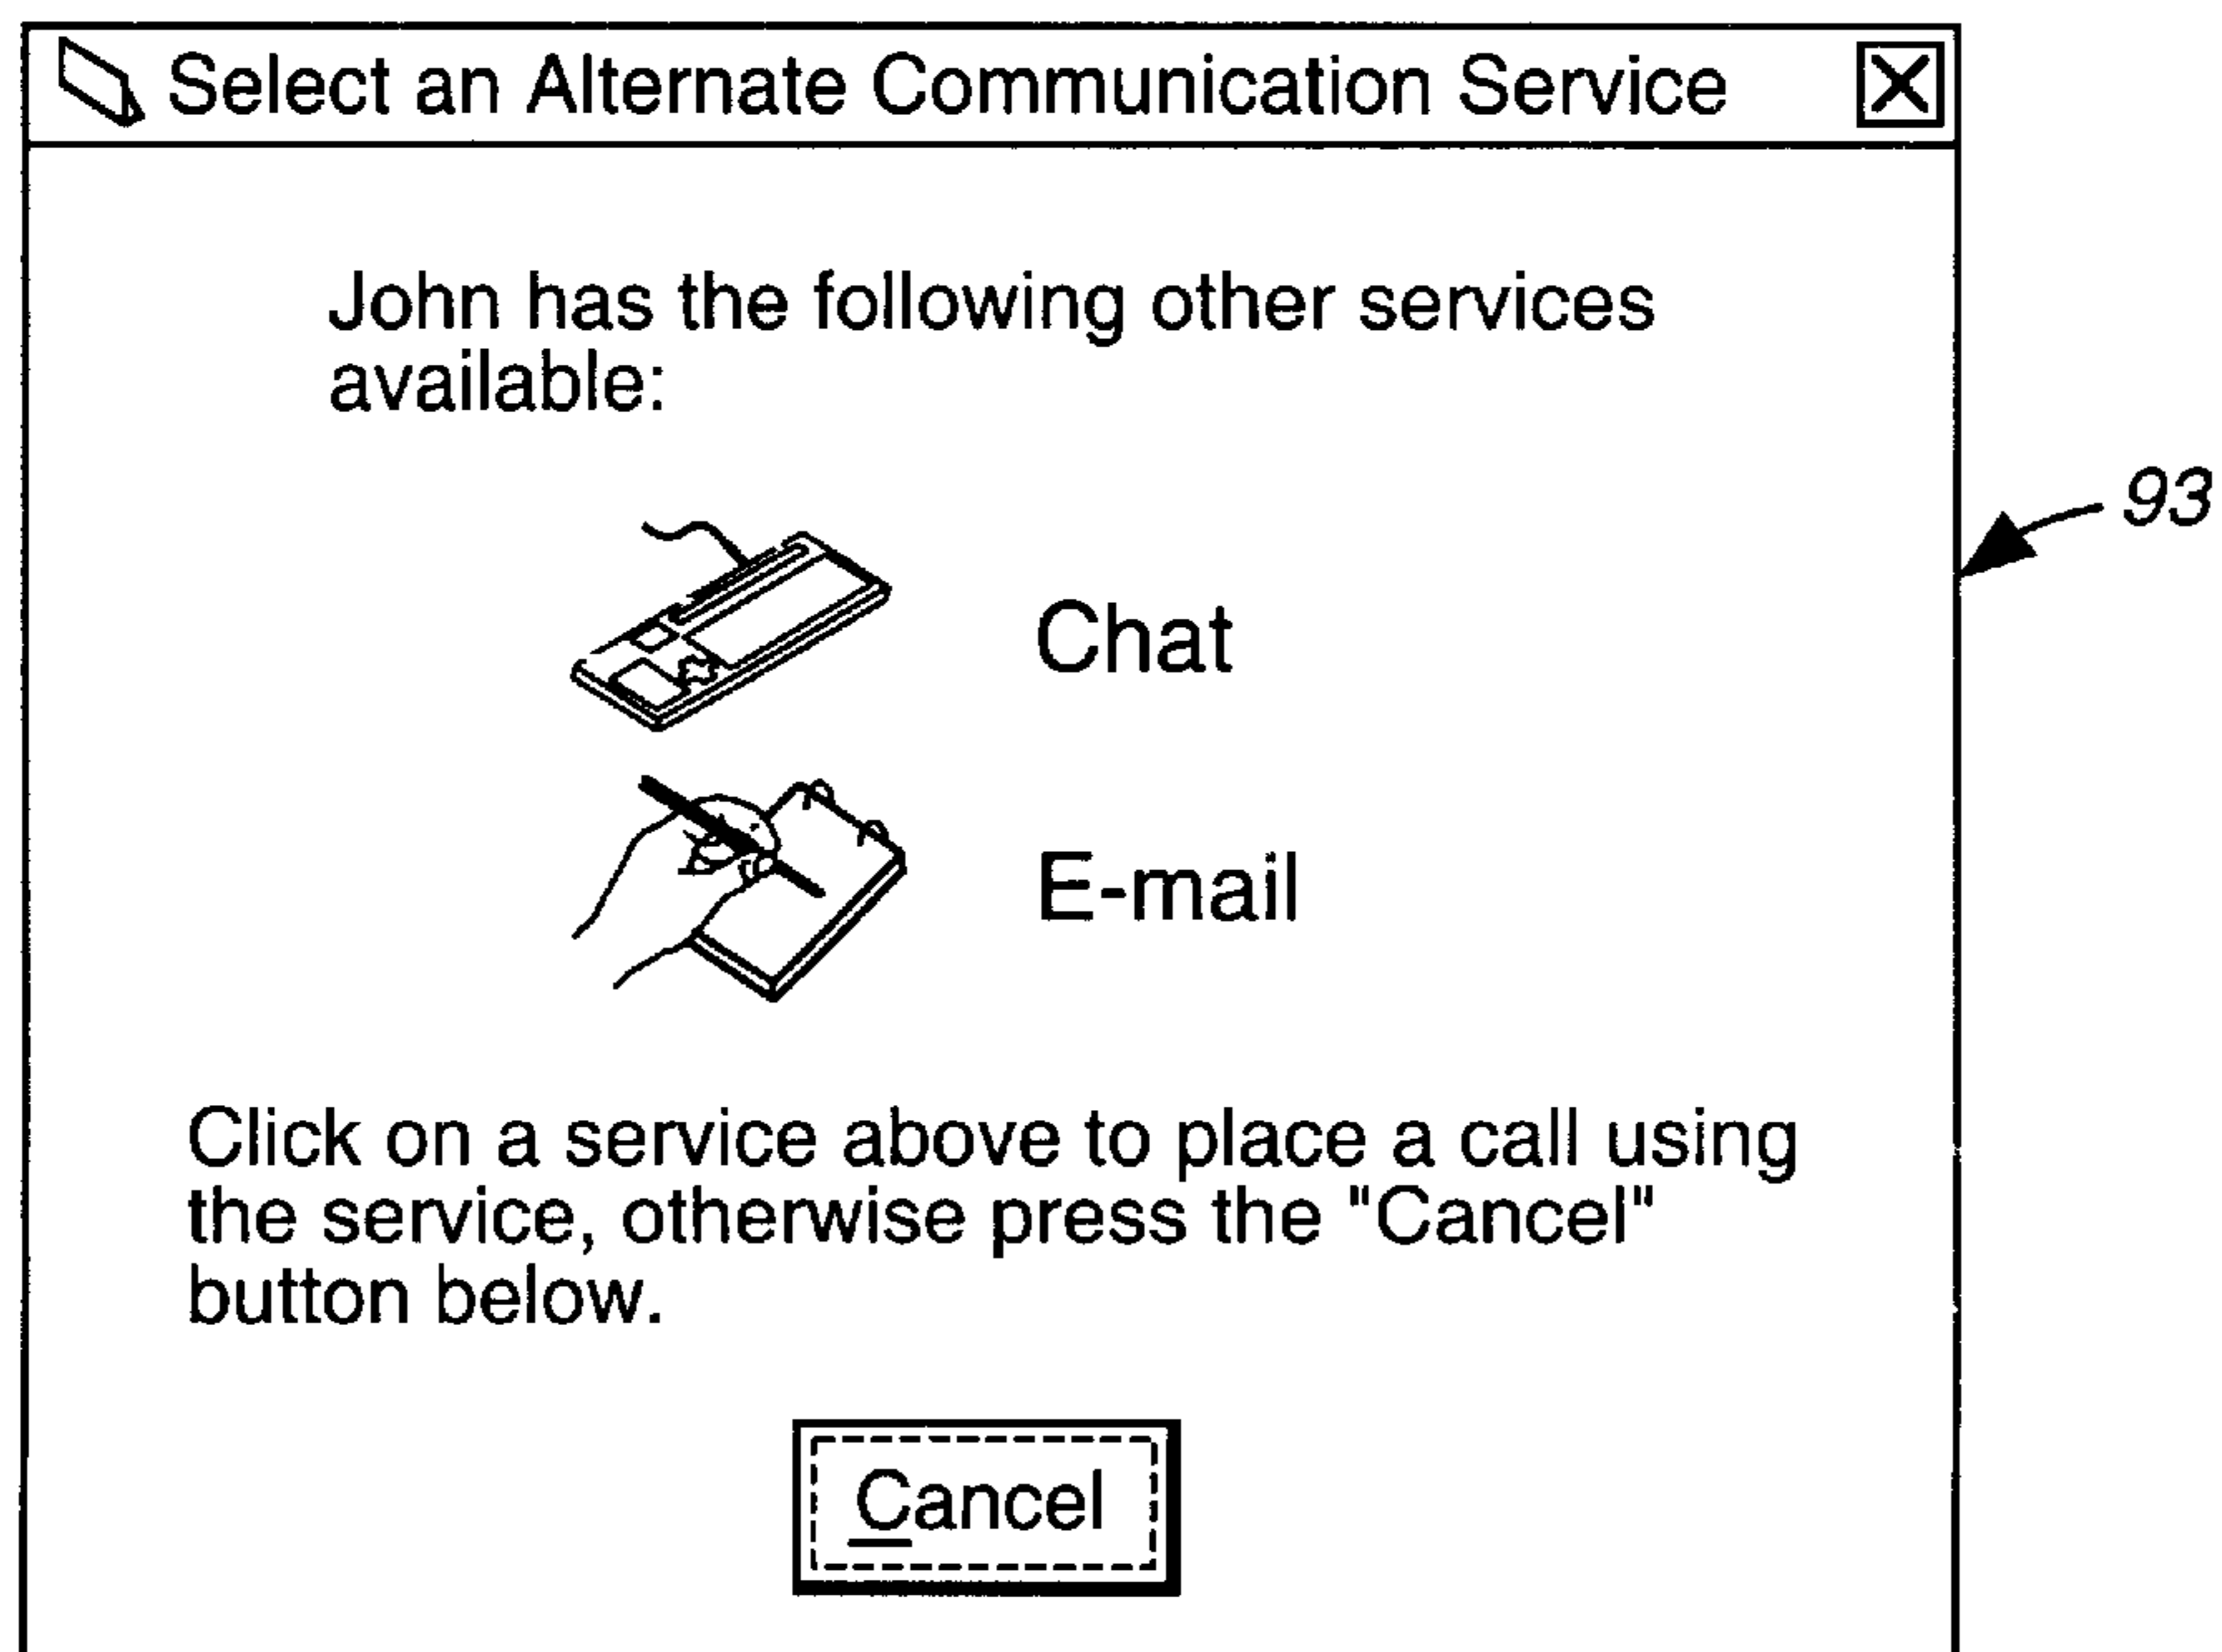 Select an Alternate Communication Service
John has the following other services
available:
93
Chat
E-mail
Click on a service above to place a call using
the service, otherwise press the "Cancel"
button below.
Cancel